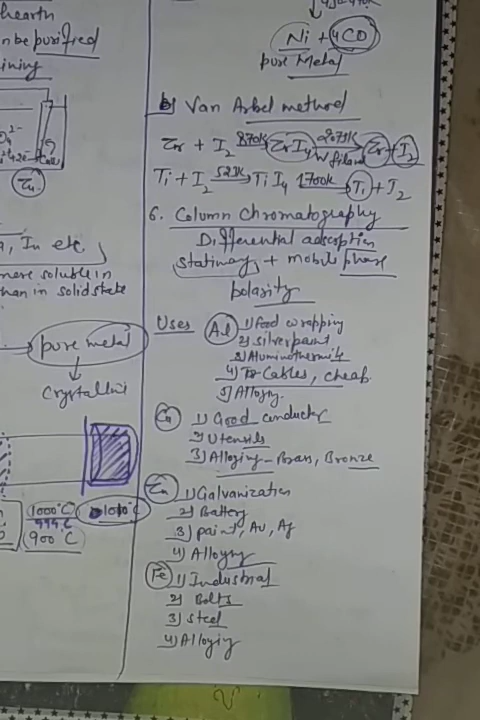 hearth
n be purified
ining
pure metal
Crystalline
1000°C
900°C
Ni + 4CO
pure Metal
b) Van Arkel method
Zr + I2 870K ZrI4 2075K W filam Zr + I2
Ti + I2 523K TiI4 1700K Ti + I2
6. Column Chromatography
Differential adsorption
stationary + mobile phase
polarity
, In etc.
more soluble in
han in solid state
Uses Al 1) Food wrapping
2) Silver paint
3) Aluminothermite
4) Cables, cheap
5) Alloying.
Cu 1) Good conductor
2) Utensils
3) Alloying - Brass, Bronze
Zn 1) Galvanization
2) Battery
3) paint, Au, Ag
4) Alloying
Fe 1) Industrial
2) Bolts
3) Steel
4) Alloying